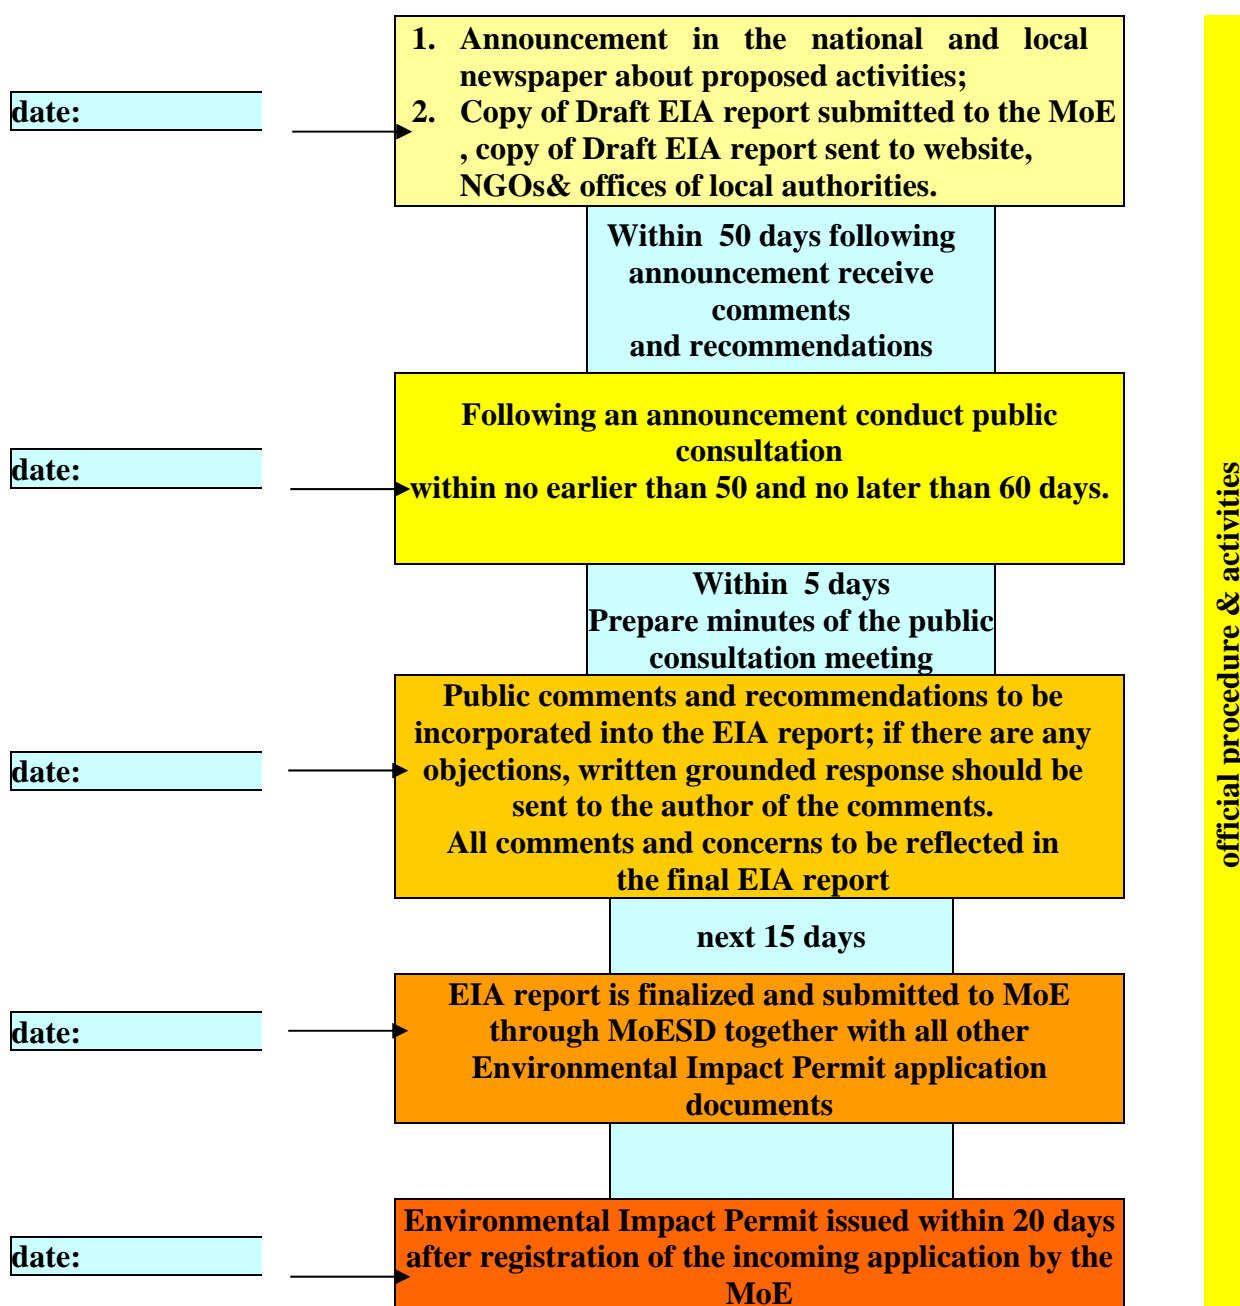 1. Announcement in the national and local
newspaper about proposed activities;
date:
2. Copy of Draft EIA report submitted to the MoE
, copy of Draft EIA report sent to website,
NGOs& offices of local authorities.
Within 50 days following
announcement receive
comments
and recommendations
Following an announcement conduct public
consultation
date:
within no earlier than 50 and no later than 60 days.
Within 5 days
Prepare minutes of the public
consultation meeting
Public comments and recommendations to be
incorporated into the EIA report; if there are any
date:
objections, written grounded response should be
sent to the author of the comments.
All comments and concerns to be reflected in
the final EIA report
next 15 days
EIA report is finalized and submitted to MoE
date:
through MoESD together with all other
Environmental Impact Permit application
documents
Environmental Impact Permit issued within 20 days
date:
after registration of the incoming application by the
MoE
official procedure & activities